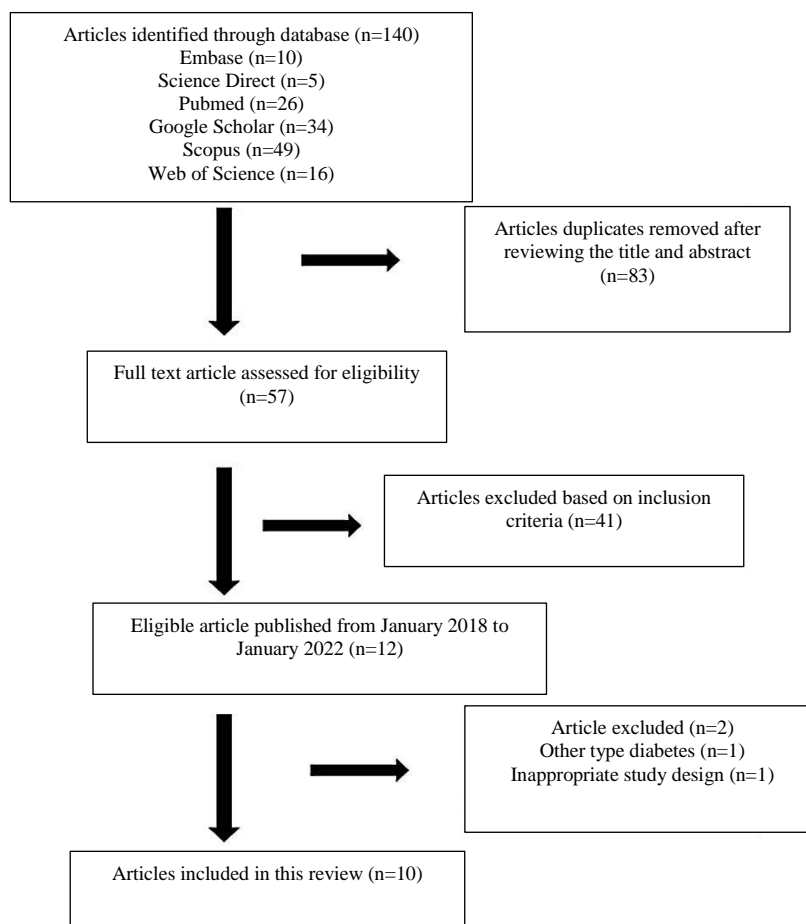 Articles identified through database (n=140)
Embase (n=10)
Science Direct (n=5)
Pubmed (n=26)
Google Scholar (n=34)
Scopus (n=49)
Web of Science (n=16)
Articles duplicates removed after
reviewing the title and abstract
(n=83)
Full text article assessed for eligibility
(n=57)
Articles excluded based on inclusion
criteria (n=41)
Eligible article published from January 2018 to
January 2022 (n=12)
Article excluded (n=2)
Other type diabetes (n=1)
Inappropriate study design (n=1)
Articles included in this review (n=10)